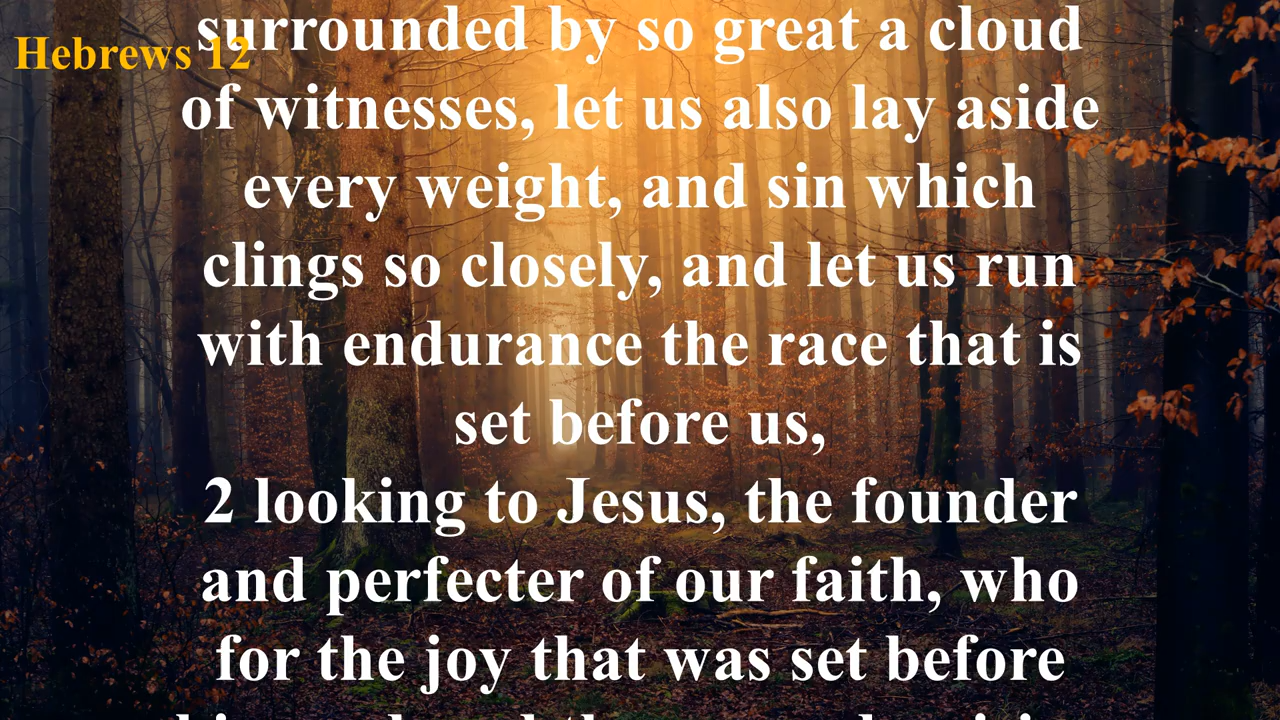 Hebrews 12
surrounded by so great a cloud
of witnesses, let us also lay aside
every weight, and sin which
clings so closely, and let us run
with endurance the race that is
set before us,
2 looking to Jesus, the founder
and perfecter of our faith, who
for the joy that was set before